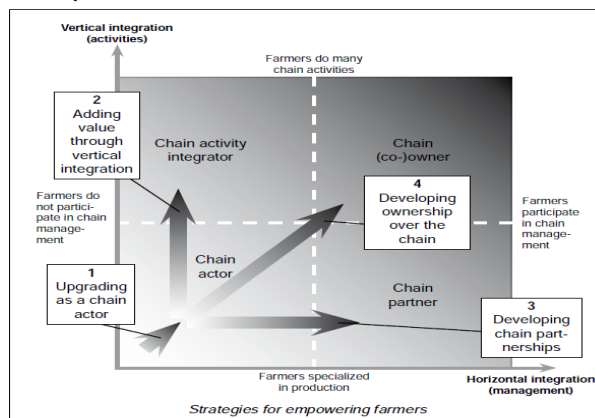 Vertical integration
(activities)
Farmers do many
chain activities
2
Adding
value
through
vertical
integration
Chain activity
integrator
Chain
(co-)owner
Farmers do
not partici-
pate in chain
manage-
ment
4
Developing
ownership
over the
chain
Farmers
participate
in chain
manage-
ment
1
Upgrading
as a chain
actor
Chain
actor
Chain
partner
3
Developing
chain part-
nerships
Farmers specialized
in production
Horizontal integration
(management)
Strategies for empowering farmers